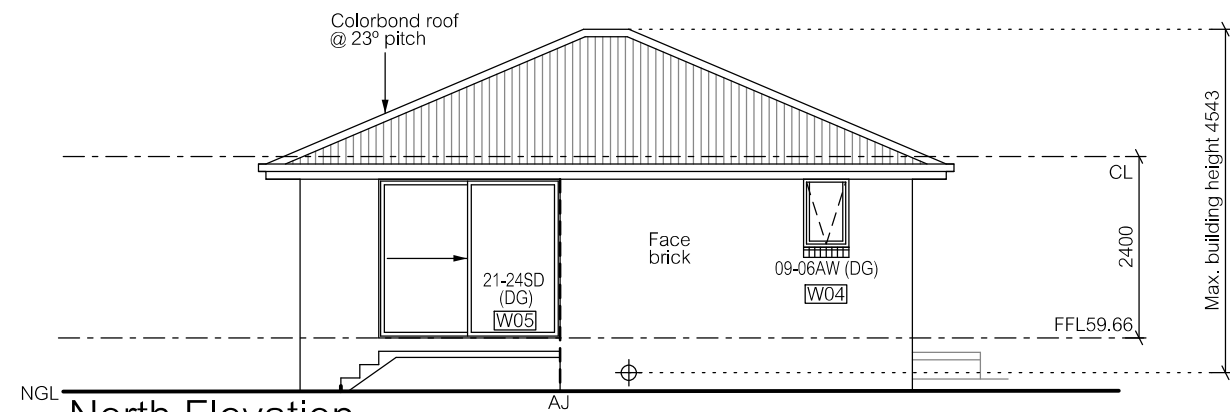 Colorbond roof
@ 23º pitch
CL
Max. building height 4543
2400
Face
brick
21-24SD
(DG)
W05
09-06AW (DG)
W04
FFL59.66
NGL
AJ
North Elevation